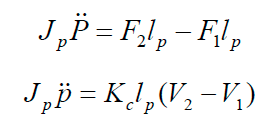 J_p P̈ = F_2 l_p − F_1 l_p
J_p p̈ = K_c l_p (V_2 − V_1)